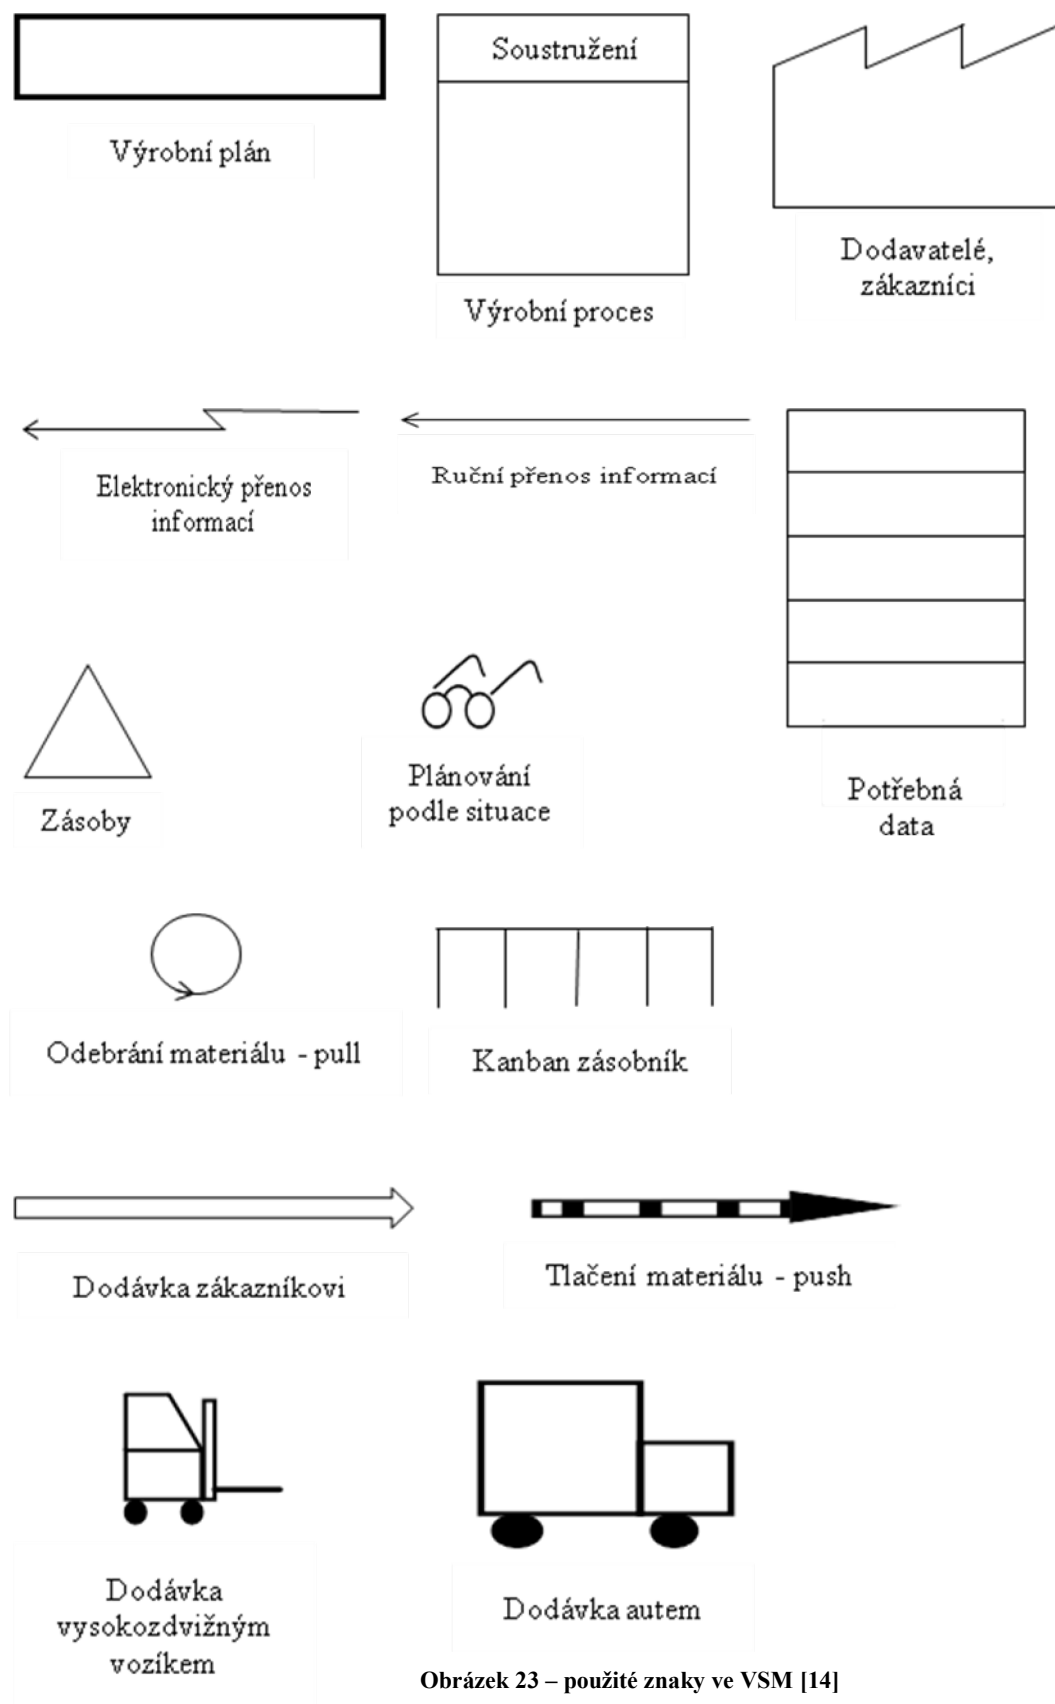 Soustružení
Výrobní plán
Výrobní proces
Dodavatelé,
zákazníci
Elektronický přenos
informací
Ruční přenos informací
Zásoby
Plánování
podle situace
Potřebná
data
Odebrání materiálu - pull
Kanban zásobník
Dodávka zákazníkovi
Tlačení materiálu - push
Dodávka
vysokozdvižným
vozíkem
Dodávka autem
Obrázek 23 – použité znaky ve VSM [14]